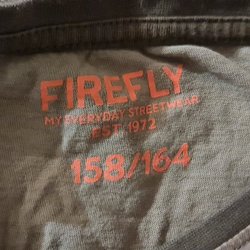 FIREFLY
MY EVERYDAY STREETWEAR
EST 1972
158/164